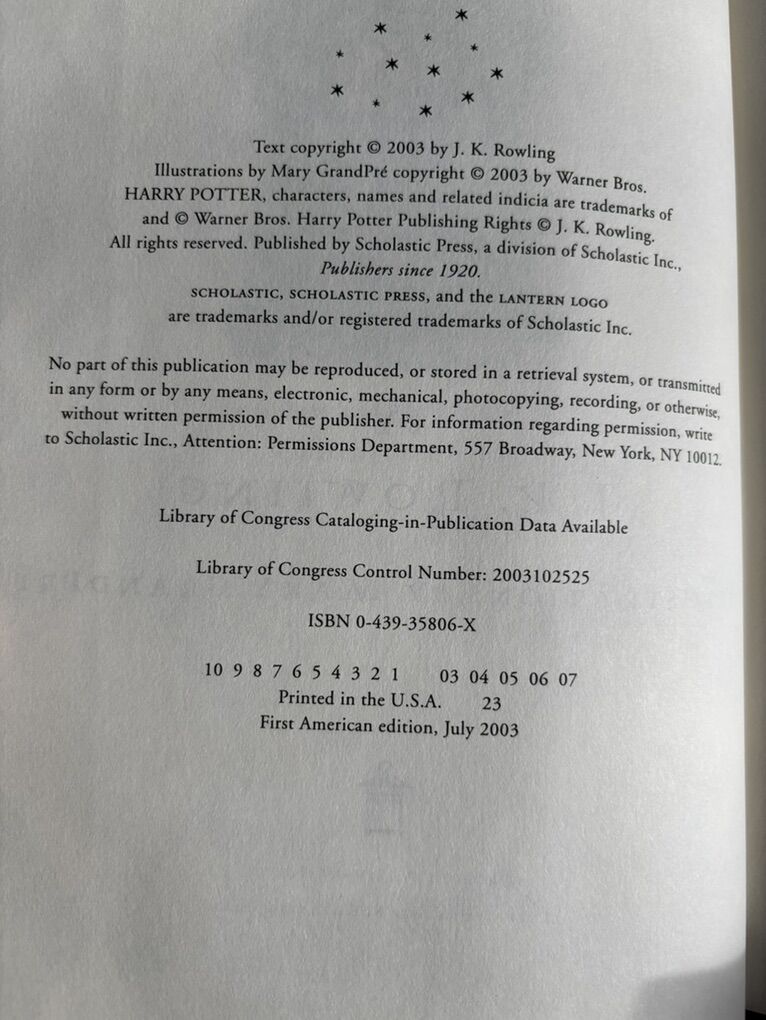 Text copyright © 2003 by J. K. Rowling
Illustrations by Mary GrandPré copyright © 2003 by Warner Bros.
HARRY POTTER, characters, names and related indicia are trademarks of
and © Warner Bros. Harry Potter Publishing Rights © J. K. Rowling.
All rights reserved. Published by Scholastic Press, a division of Scholastic Inc.,
Publishers since 1920.
SCHOLASTIC, SCHOLASTIC PRESS, and the LANTERN LOGO
are trademarks and/or registered trademarks of Scholastic Inc.
No part of this publication may be reproduced, or stored in a retrieval system, or transmitted
in any form or by any means, electronic, mechanical, photocopying, recording, or otherwise,
without written permission of the publisher. For information regarding permission, write
to Scholastic Inc., Attention: Permissions Department, 557 Broadway, New York, NY 10012.
Library of Congress Cataloging-in-Publication Data Available
Library of Congress Control Number: 2003102525
ISBN 0-439-35806-X
10 9 8 7 6 5 4 3 2 1 03 04 05 06 07
Printed in the U.S.A. 23
First American edition, July 2003